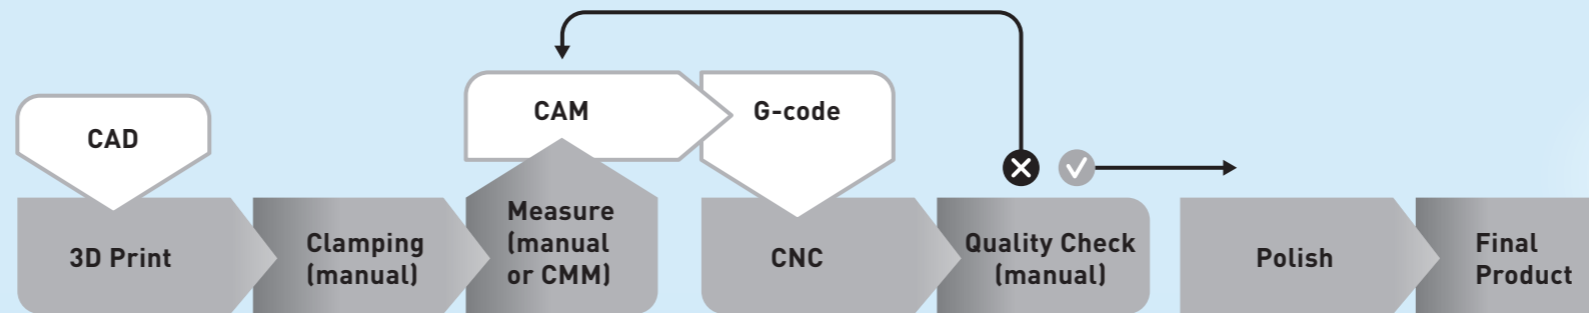 CAD
CAM
G-code
3D Print
Clamping
(manual)
Measure
(manual
or CMM)
CNC
Quality Check
(manual)
Polish
Final
Product